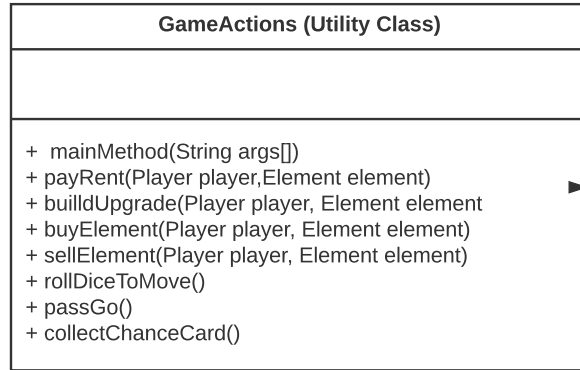 GameActions (Utility Class)
+ mainMethod(String args[])
+ payRent(Player player,Element element)
+ builldUpgrade(Player player, Element element
+ buyElement(Player player, Element element)
+ sellElement(Player player, Element element)
+ rollDiceToMove()
+ passGo()
+ collectChanceCard()